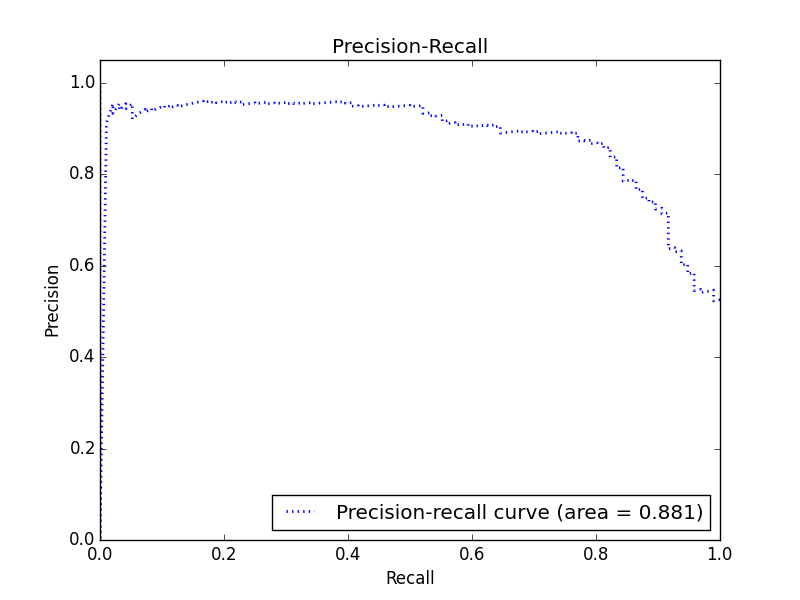 Precision-Recall
1.0
0.8
0.6
0.4
0.2
0.0
Precision
0.0 0.2 0.4 0.6 0.8 1.0
Recall
Precision-recall curve (area = 0.881)